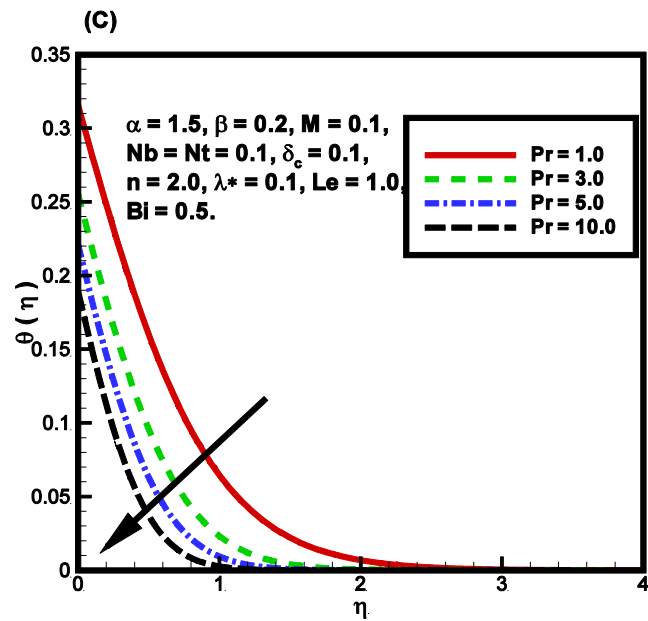 (C)
0.35
0.3
0.25
0.2
0.15
0.1
0.05
0
θ ( η )
α = 1.5, β = 0.2, M = 0.1,
Nb = Nt = 0.1, δc = 0.1,
n = 2.0, λ* = 0.1, Le = 1.0,
Bi = 0.5.
Pr = 1.0
Pr = 3.0
Pr = 5.0
Pr = 10.0
0 1 2 3 4
η